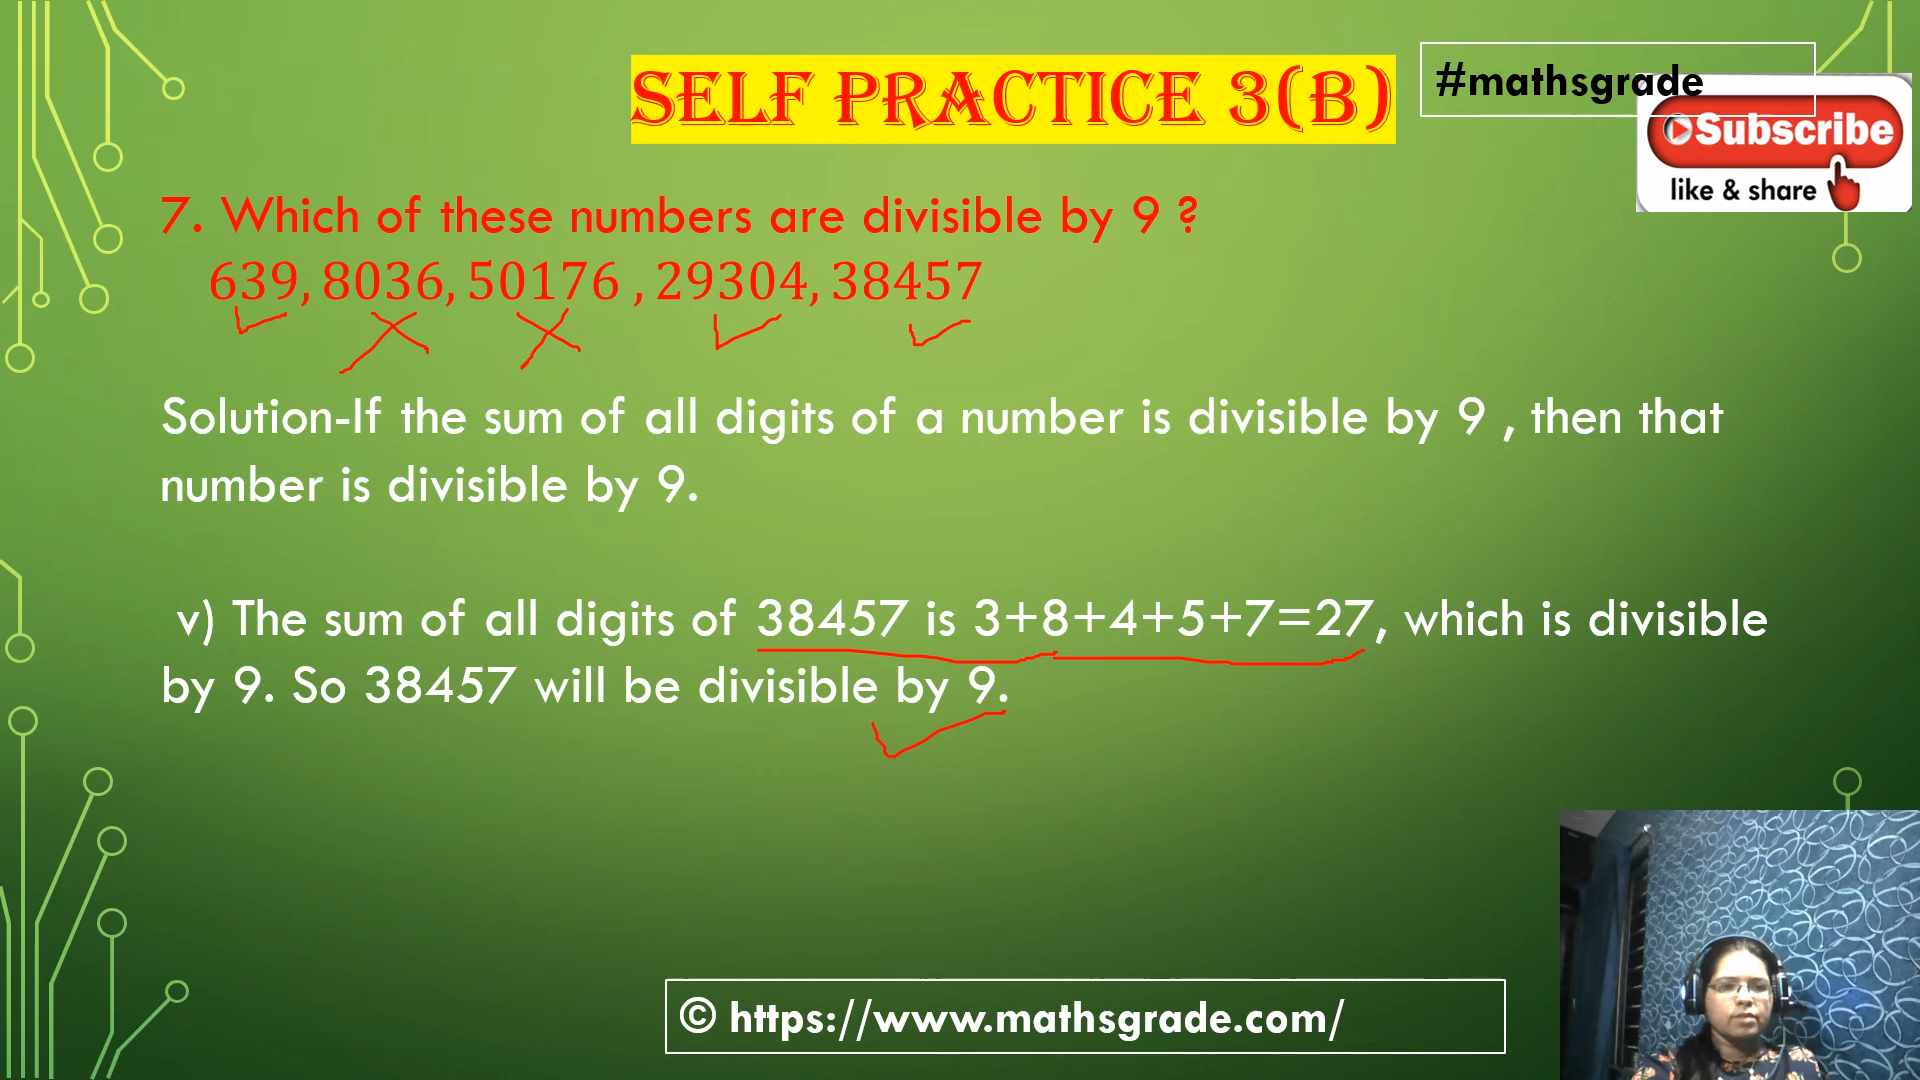 SELF PRACTICE 3(B)
#mathsgrade
Subscribe
like & share
7. Which of these numbers are divisible by 9 ?
639, 8036, 50176 , 29304, 38457
Solution-If the sum of all digits of a number is divisible by 9 , then that
number is divisible by 9.
v) The sum of all digits of 38457 is 3+8+4+5+7=27, which is divisible
by 9. So 38457 will be divisible by 9.
© https://www.mathsgrade.com/